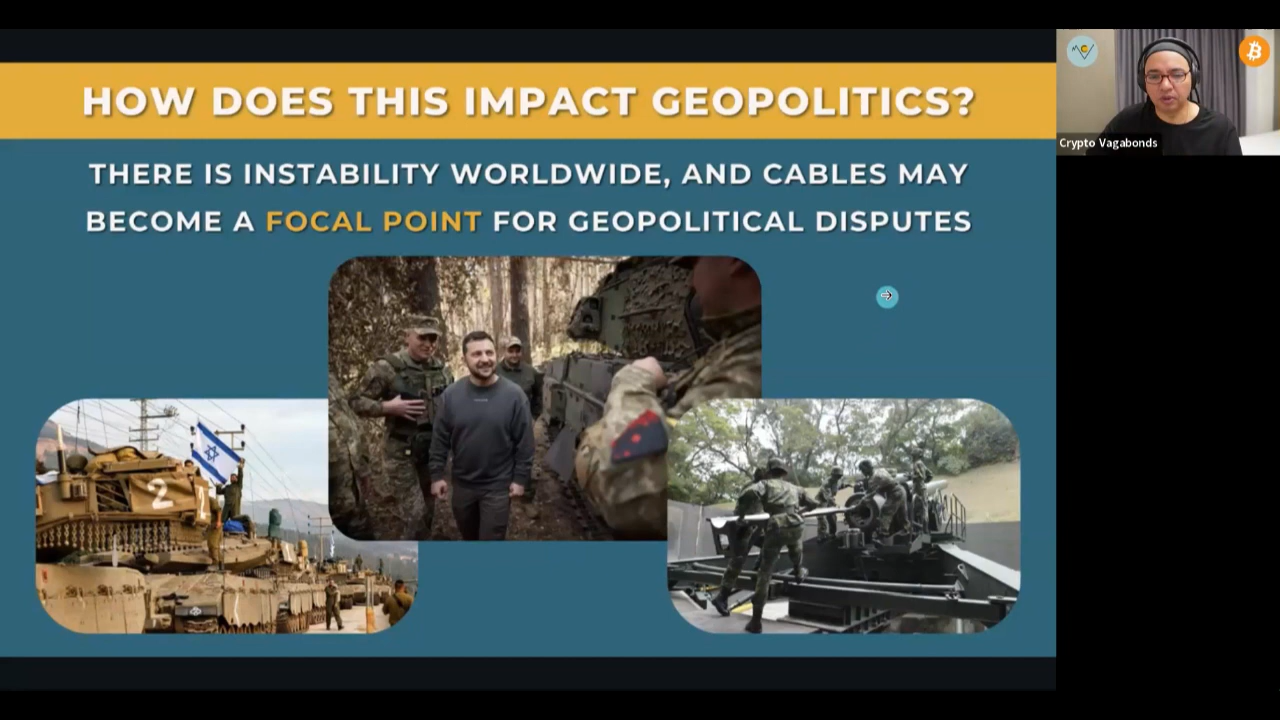 HOW DOES THIS IMPACT GEOPOLITICS?
THERE IS INSTABILITY WORLDWIDE, AND CABLES MAY
BECOME A FOCAL POINT FOR GEOPOLITICAL DISPUTES
Crypto Vagabonds
2